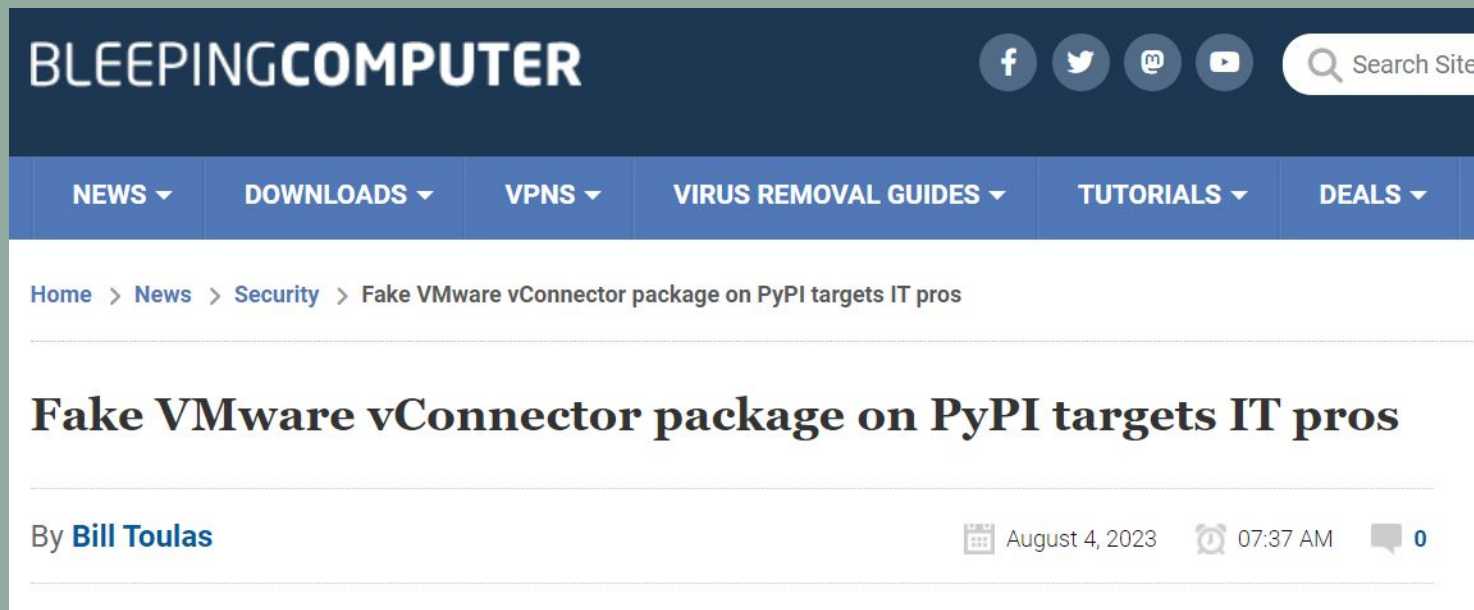 BLEEPINGCOMPUTER
Search Site
NEWS DOWNLOADS VPNS VIRUS REMOVAL GUIDES TUTORIALS DEALS
Home > News > Security > Fake VMware vConnector package on PyPI targets IT pros
Fake VMware vConnector package on PyPI targets IT pros
By Bill Toulas August 4, 2023 07:37 AM 0